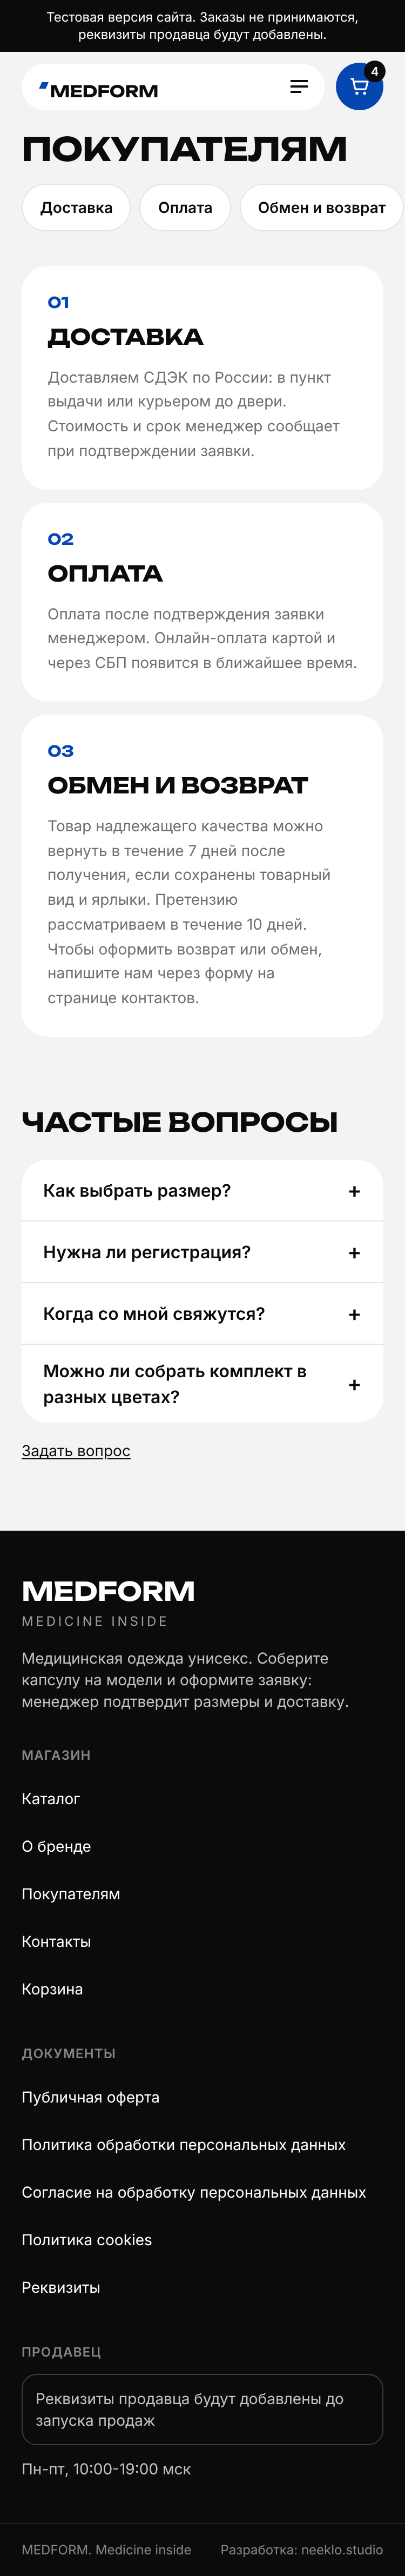 Тестовая версия сайта. Заказы не принимаются,
реквизиты продавца будут добавлены.
MEDFORM
4
ПОКУПАТЕЛЯМ
Доставка
Оплата
Обмен и возврат
01
ДОСТАВКА
Доставляем СДЭК по России: в пункт
выдачи или курьером до двери.
Стоимость и срок менеджер сообщает
при подтверждении заявки.
02
ОПЛАТА
Оплата после подтверждения заявки
менеджером. Онлайн-оплата картой и
через СБП появится в ближайшее время.
03
ОБМЕН И ВОЗВРАТ
Товар надлежащего качества можно
вернуть в течение 7 дней после
получения, если сохранены товарный
вид и ярлыки. Претензию
рассматриваем в течение 10 дней.
Чтобы оформить возврат или обмен,
напишите нам через форму на
странице контактов.
ЧАСТЫЕ ВОПРОСЫ
Как выбрать размер? +
Нужна ли регистрация? +
Когда со мной свяжутся? +
Можно ли собрать комплект в
разных цветах? +
Задать вопрос
MEDFORM
MEDICINE INSIDE
Медицинская одежда унисекс. Соберите
капсулу на модели и оформите заявку:
менеджер подтвердит размеры и доставку.
МАГАЗИН
Каталог
О бренде
Покупателям
Контакты
Корзина
ДОКУМЕНТЫ
Публичная оферта
Политика обработки персональных данных
Согласие на обработку персональных данных
Политика cookies
Реквизиты
ПРОДАВЕЦ
Реквизиты продавца будут добавлены до
запуска продаж
Пн-пт, 10:00-19:00 мск
MEDFORM. Medicine inside
Разработка: neeklo.studio